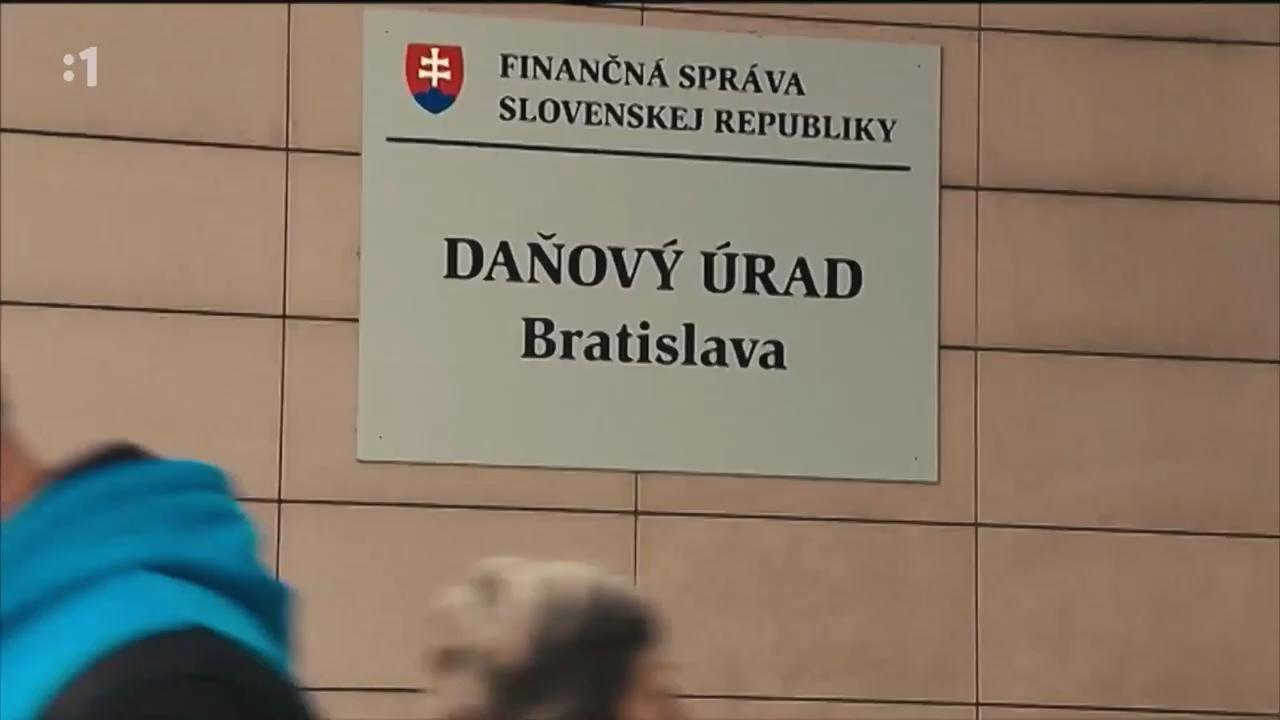 :1
FINANČNÁ SPRÁVA
SLOVENSKEJ REPUBLIKY
DAŇOVÝ ÚRAD
Bratislava